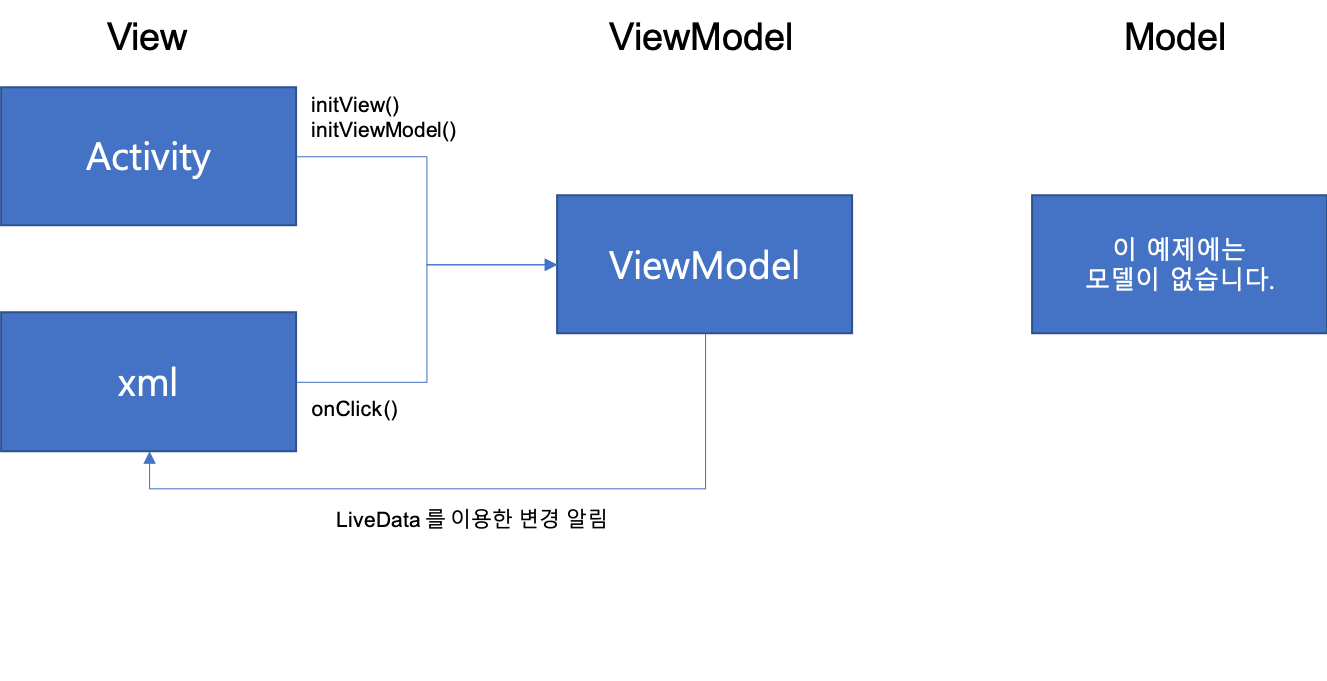 View
ViewModel
Model
initView()
initViewModel()
Activity
ViewModel
이 예제에는
모델이 없습니다.
xml
onClick()
LiveData 를 이용한 변경 알림